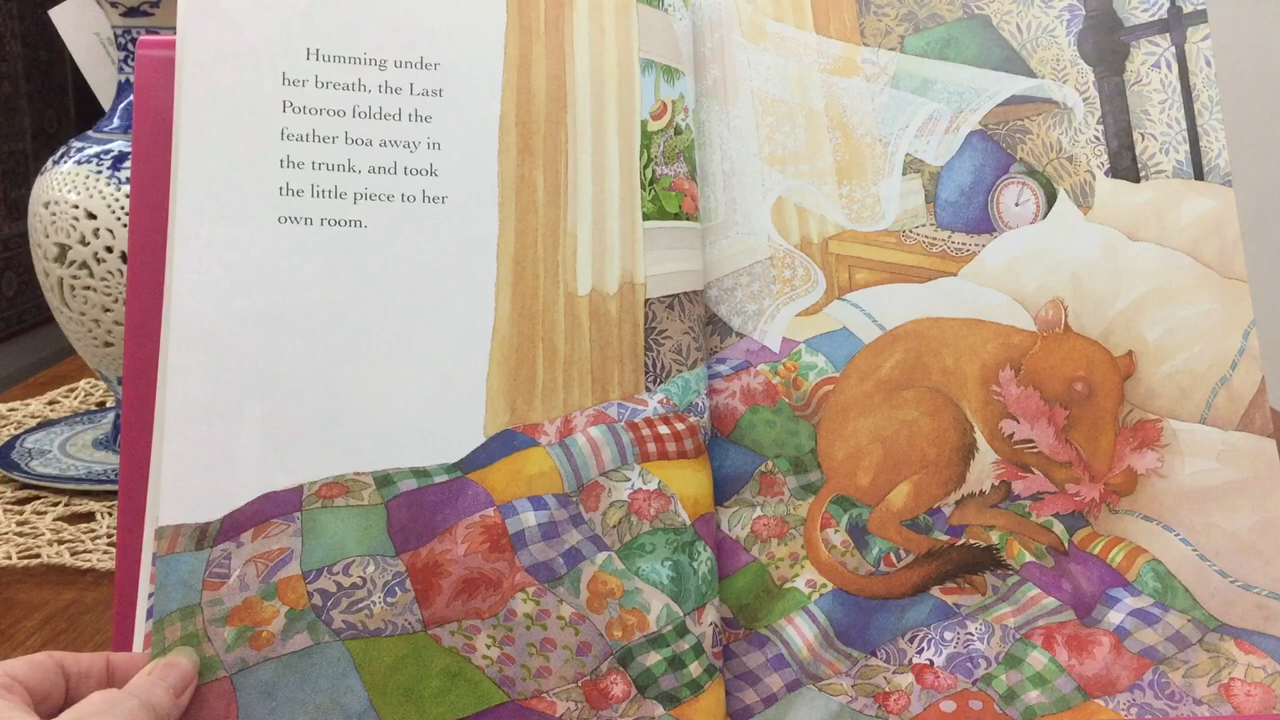 Humming under
her breath, the Last
Potoroo folded the
feather boa away in
the trunk, and took
the little piece to her
own room.